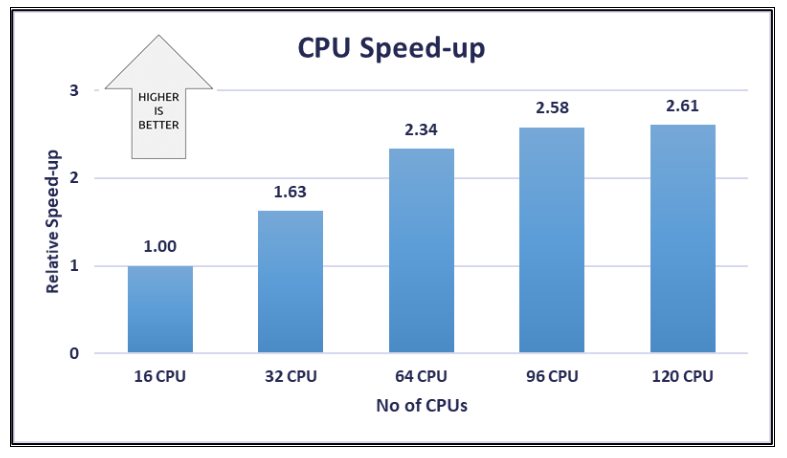 CPU Speed-up
HIGHER
IS
BETTER
Relative Speed-up
3
2
1
0
1.00
1.63
2.34
2.58
2.61
16 CPU
32 CPU
64 CPU
96 CPU
120 CPU
No of CPUs